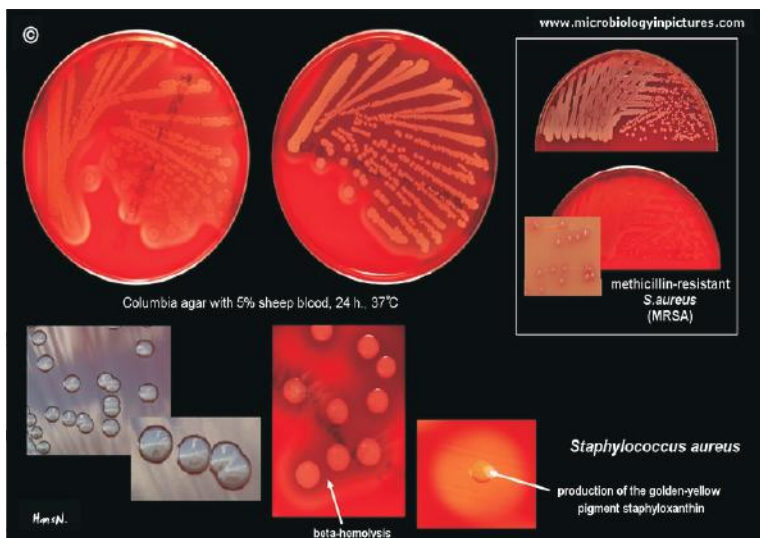 ©
www.microbiologyinpictures.com
Columbia agar with 5% sheep blood, 24 h., 37°C
methicillin-resistant
S.aureus
(MRSA)
Staphylococcus aureus
production of the golden-yellow
pigment staphyloxanthin
beta-hemolysis
HansN.